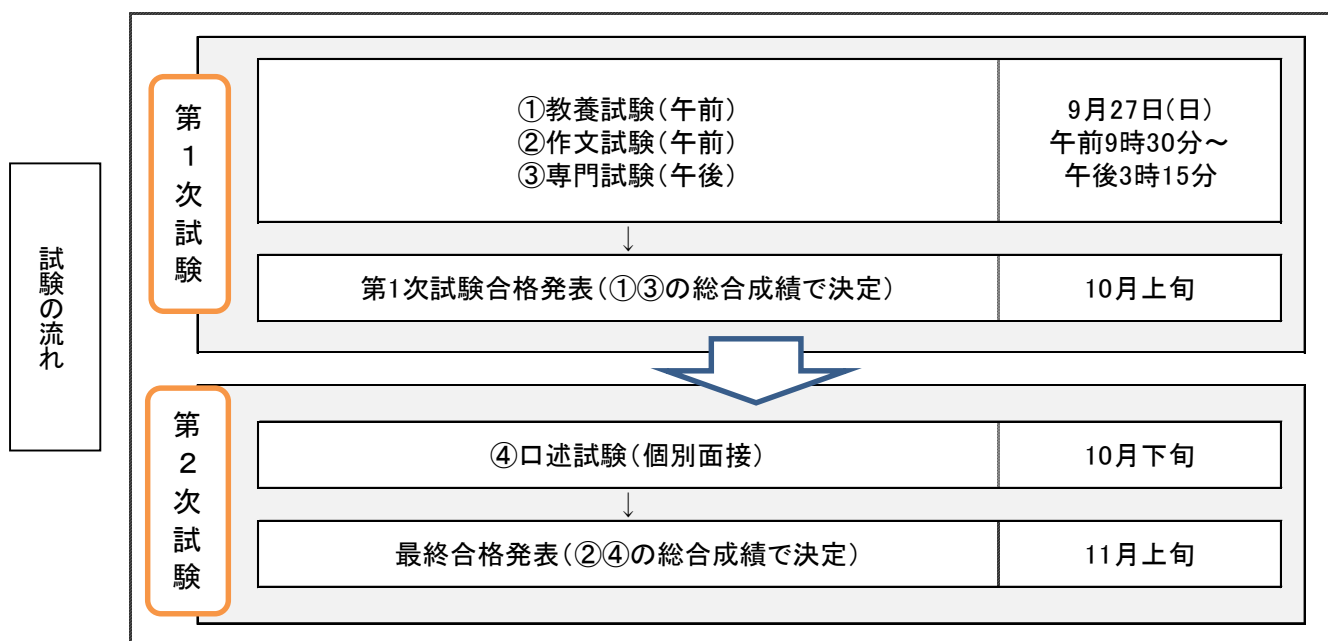 試験の流れ
第1次試験
①教養試験(午前)
②作文試験(午前)
③専門試験(午後)
9月27日(日)
午前9時30分～
午後3時15分
↓
第1次試験合格発表(①③の総合成績で決定)
10月上旬
第2次試験
④口述試験(個別面接)
10月下旬
↓
最終合格発表(②④の総合成績で決定)
11月上旬